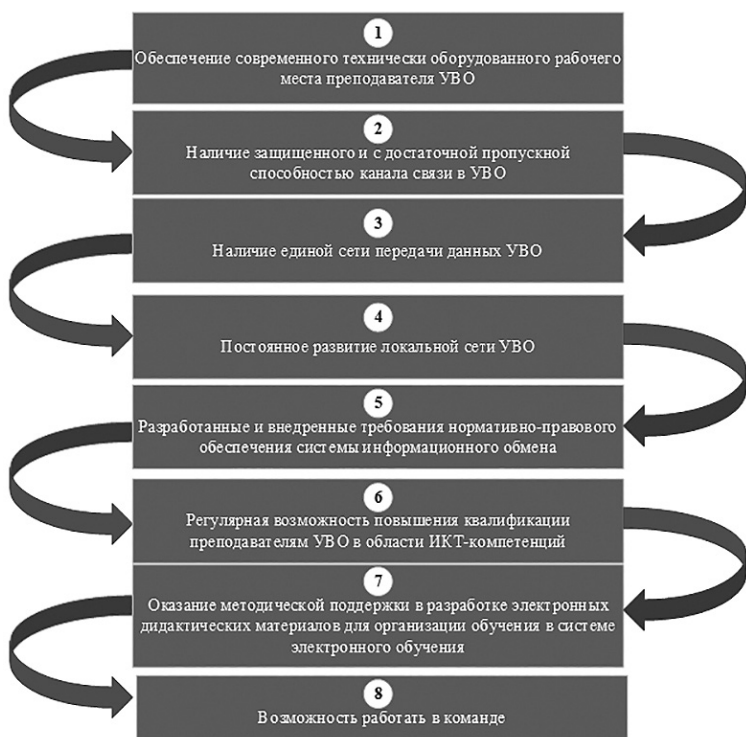 1
Обеспечение современного технически оборудованного рабочего
места преподавателя УВО
2
Наличие защищенного и с достаточной пропускной
способностью канала связи в УВО
3
Наличие единой сети передачи данных УВО
4
Постоянное развитие локальной сети УВО
5
Разработанные и внедренные требования нормативно-правового
обеспечения системы информационного обмена
6
Регулярная возможность повышения квалификации
преподавателям УВО в области ИКТ-компетенций
7
Оказание методической поддержки в разработке электронных
дидактических материалов для организации обучения в системе
электронного обучения
8
Возможность работать в команде